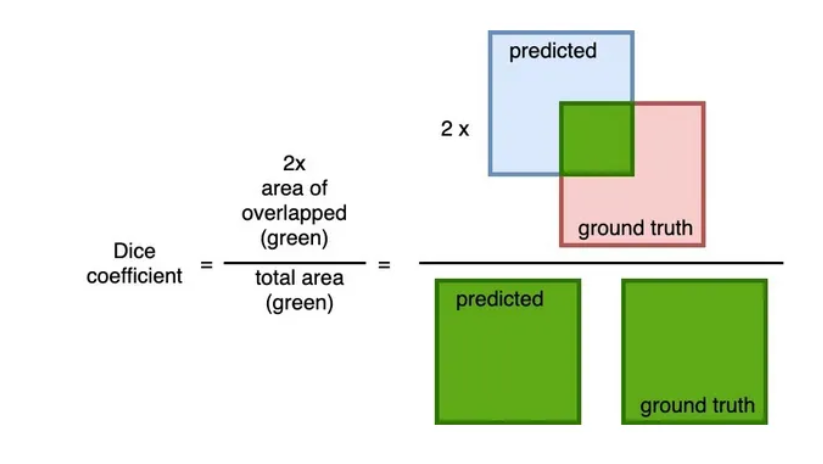 predicted
2 x
ground truth
Dice
coefficient
=
2x
area of
overlapped
(green)
total area
(green)
=
predicted
ground truth